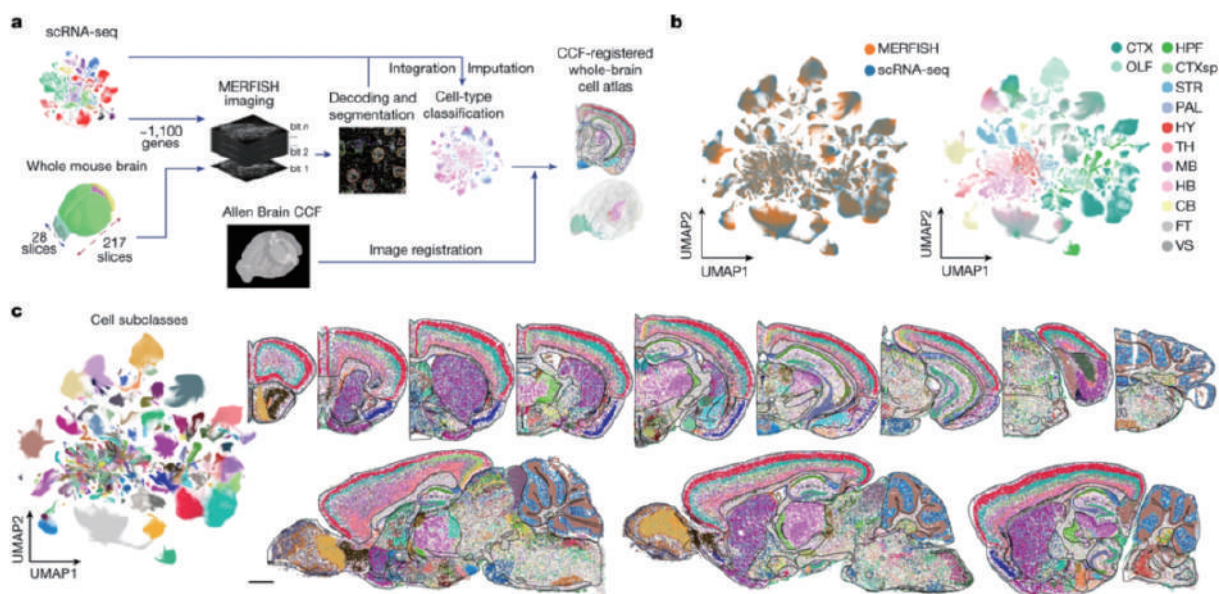 a
scRNA-seq
MERFISH
imaging
~1,100
genes
Whole mouse brain
28
slices
217
slices
bit n
...
bit 2
bit 1
Decoding and
segmentation
Integration
Imputation
Cell-type
classification
CCF-registered
whole-brain
cell atlas
Allen Brain CCF
Image registration
b
MERFISH
scRNA-seq
UMAP2
UMAP1
CTX
OLF
HPF
CTXsp
STR
PAL
HY
TH
MB
HB
CB
FT
VS
UMAP2
UMAP1
c
Cell subclasses
UMAP2
UMAP1